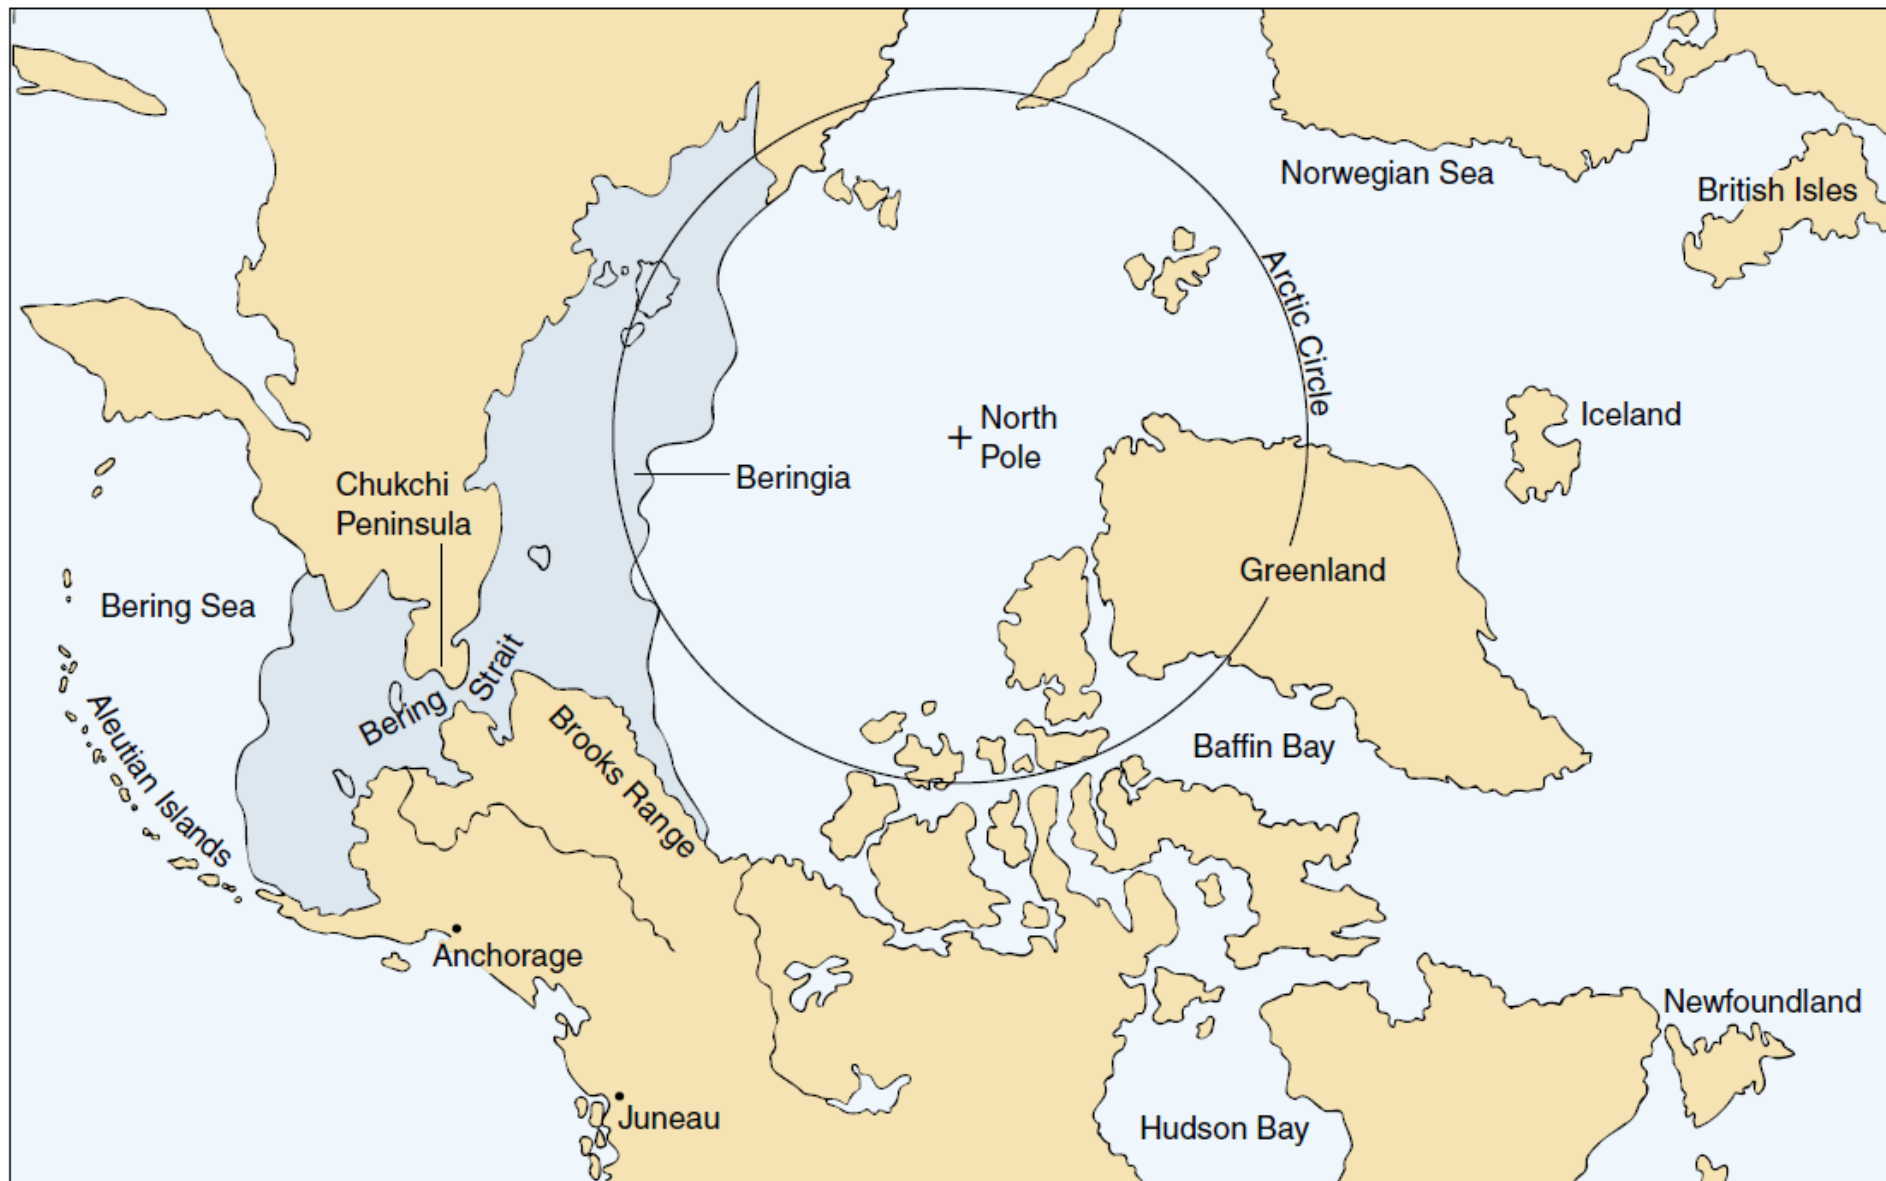 Norwegian Sea
British Isles
Arctic Circle
North
Pole
Iceland
Beringia
Chukchi
Peninsula
Greenland
Bering Sea
Bering
Strait
Aleutian Islands
Brooks Range
Baffin Bay
Anchorage
Newfoundland
Juneau
Hudson Bay